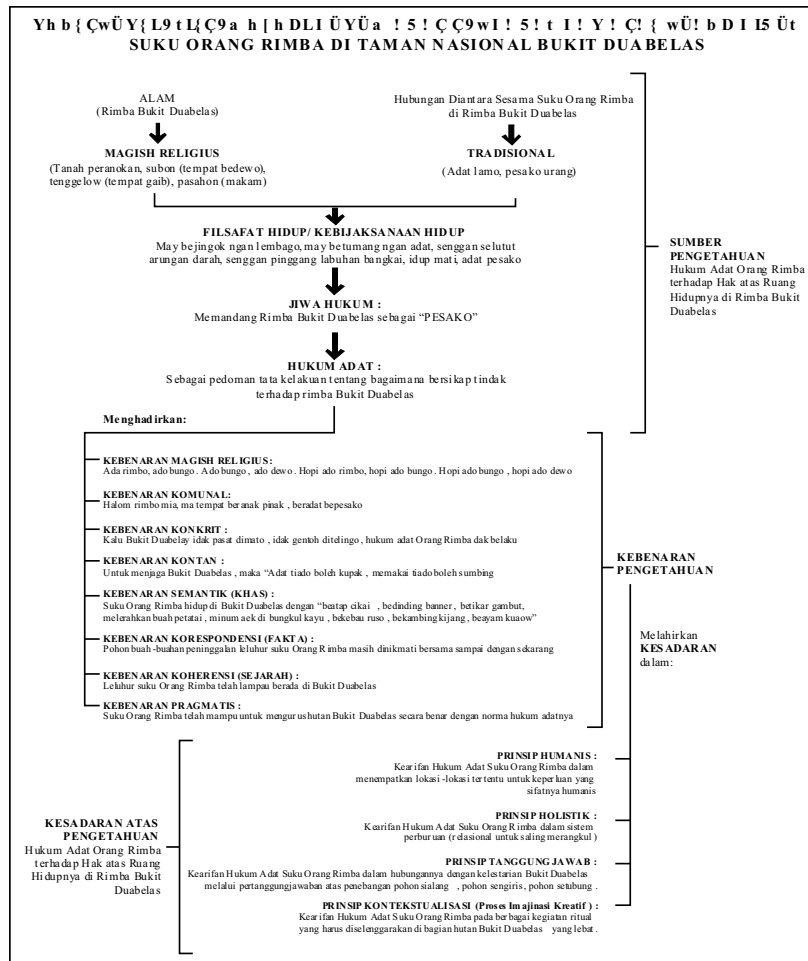 SUKU ORANG RIMBA DI TAMAN NASIONAL BUKIT DUABELAS
ALAM
(Rimba Bukit Duabelas)
Hubungan Diantara Sesama Suku Orang Rimba
di Rimba Bukit Duabelas
MAGISH RELIGIUS
(Tanah peranokan, subon (tempat bedewo),
tenggelow (tempat gaib), pasahon (makam)
TRADISIONAL
(Adat lamo, pesako urang)
FILSAFAT HIDUP/ KEBIJAKSANAAN HIDUP
May bejingok ngan lembago, may betumang ngan adat, senggan selutut
arungan darah, senggan pinggang labuhan bangkai, idup mati, adat pesako
SUMBER
PENGETAHUAN
Hukum Adat Orang Rimba
terhadap Hak atas Ruang
Hidupnya di Rimba Bukit
Duabelas
JIWA HUKUM :
Memandang Rimba Bukit Duabelas sebagai “PESAKO”
HUKUM ADAT :
Sebagai pedoman tata kelakuan tentang bagaimana bersikap tindak
terhadap rimba Bukit Duabelas
Menghadirkan:
KEBENARAN MAGISH RELIGIUS:
Ada rimbo, ado bungo. Ado bungo, ado dewo. Hopi ado rimbo, hopi ado bungo. Hopi ado bungo, hopi ado dewo
KEBENARAN KOMUNAL:
Halom rimbo mia, ma tempat beranak pinak, beradat bepesako
KEBENARAN KONKRIT :
Kalu Bukit Duabelay idak pasat dimato, idak gentoh ditelingo, hukum adat Orang Rimba dak belaku
KEBENARAN KONTAN :
Untuk menjaga Bukit Duabelas, maka “Adat tiado boleh kupak, memakai tiado boleh sumbing
KEBENARAN SEMANTIK (KHAS) :
Suku Orang Rimba hidup di Bukit Duabelas dengan “beatap cikai, bedinding banner, betikar gambut,
melerahkan buah petatai, minum aek di bungkul kayu, bekebau ruso, bekambing kijang, beayam kuaow”
KEBENARAN KORESPONDENSI (FAKTA) :
Pohon buah -buahan peninggalan leluhur suku Orang Rimba masih dinikmati bersama sampai dengan sekarang
KEBENARAN KOHERENSI (SEJARAH) :
Leluhur suku Orang Rimba telah lampau berada di Bukit Duabelas
KEBENARAN PRAGMATIS :
Suku Orang Rimba telah mampu untuk mengurus hutan Bukit Duabelas secara benar dengan norma hukum adatnya
KEBENARAN
PENGETAHUAN
Melahirkan
KESADARAN
dalam:
PRINSIP HUMANIS :
Kearifan Hukum Adat Suku Orang Rimba dalam
menempatkan lokasi -lokasi tertentu untuk keperluan yang
sifatnya humanis
PRINSIP HOLISTIK :
Kearifan Hukum Adat Suku Orang Rimba dalam sistem
perburuan (relasional untuk saling merangkul)
PRINSIP TANGGUNG JAWAB :
Kearifan Hukum Adat Suku Orang Rimba dalam hubungannya dengan kelestarian Bukit Duabelas
melalui pertanggungjawaban atas penebangan pohon sialang , pohon sengiris, pohon setubung .
PRINSIP KONTEKSTUALISASI (Proses Imajinasi Kreatif) :
Kearifan Hukum Adat Suku Orang Rimba pada berbagai kegiatan ritual
yang harus diselenggarakan di bagian hutan Bukit Duabelas yang lebat.
KESADARAN ATAS
PENGETAHUAN
Hukum Adat Orang Rimba
terhadap Hak atas Ruang
Hidupnya di Rimba Bukit
Duabelas